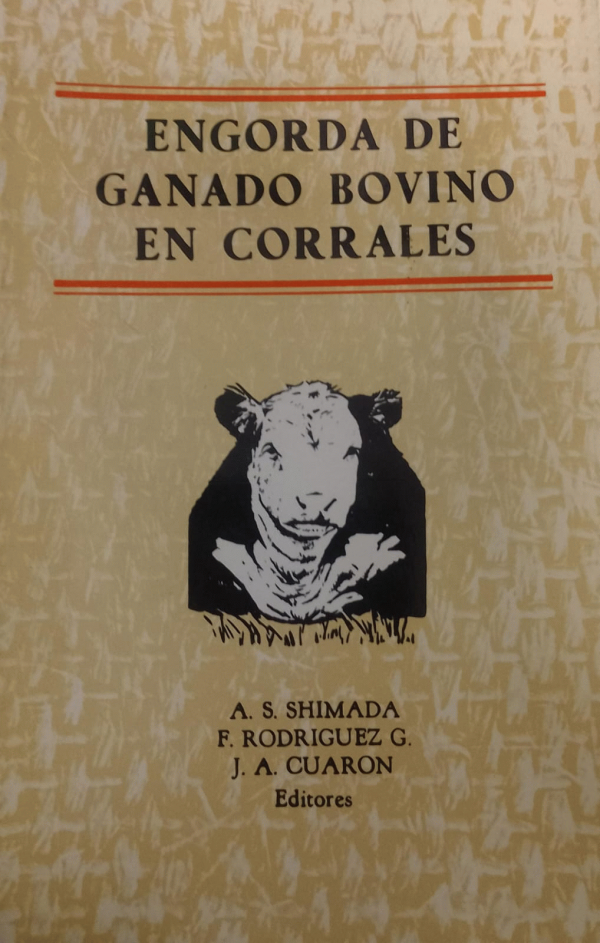 ENGORDA DE
GANADO BOVINO
EN CORRALES
A. S. SHIMADA
F. RODRIGUEZ G.
J. A. CUARON
Editores